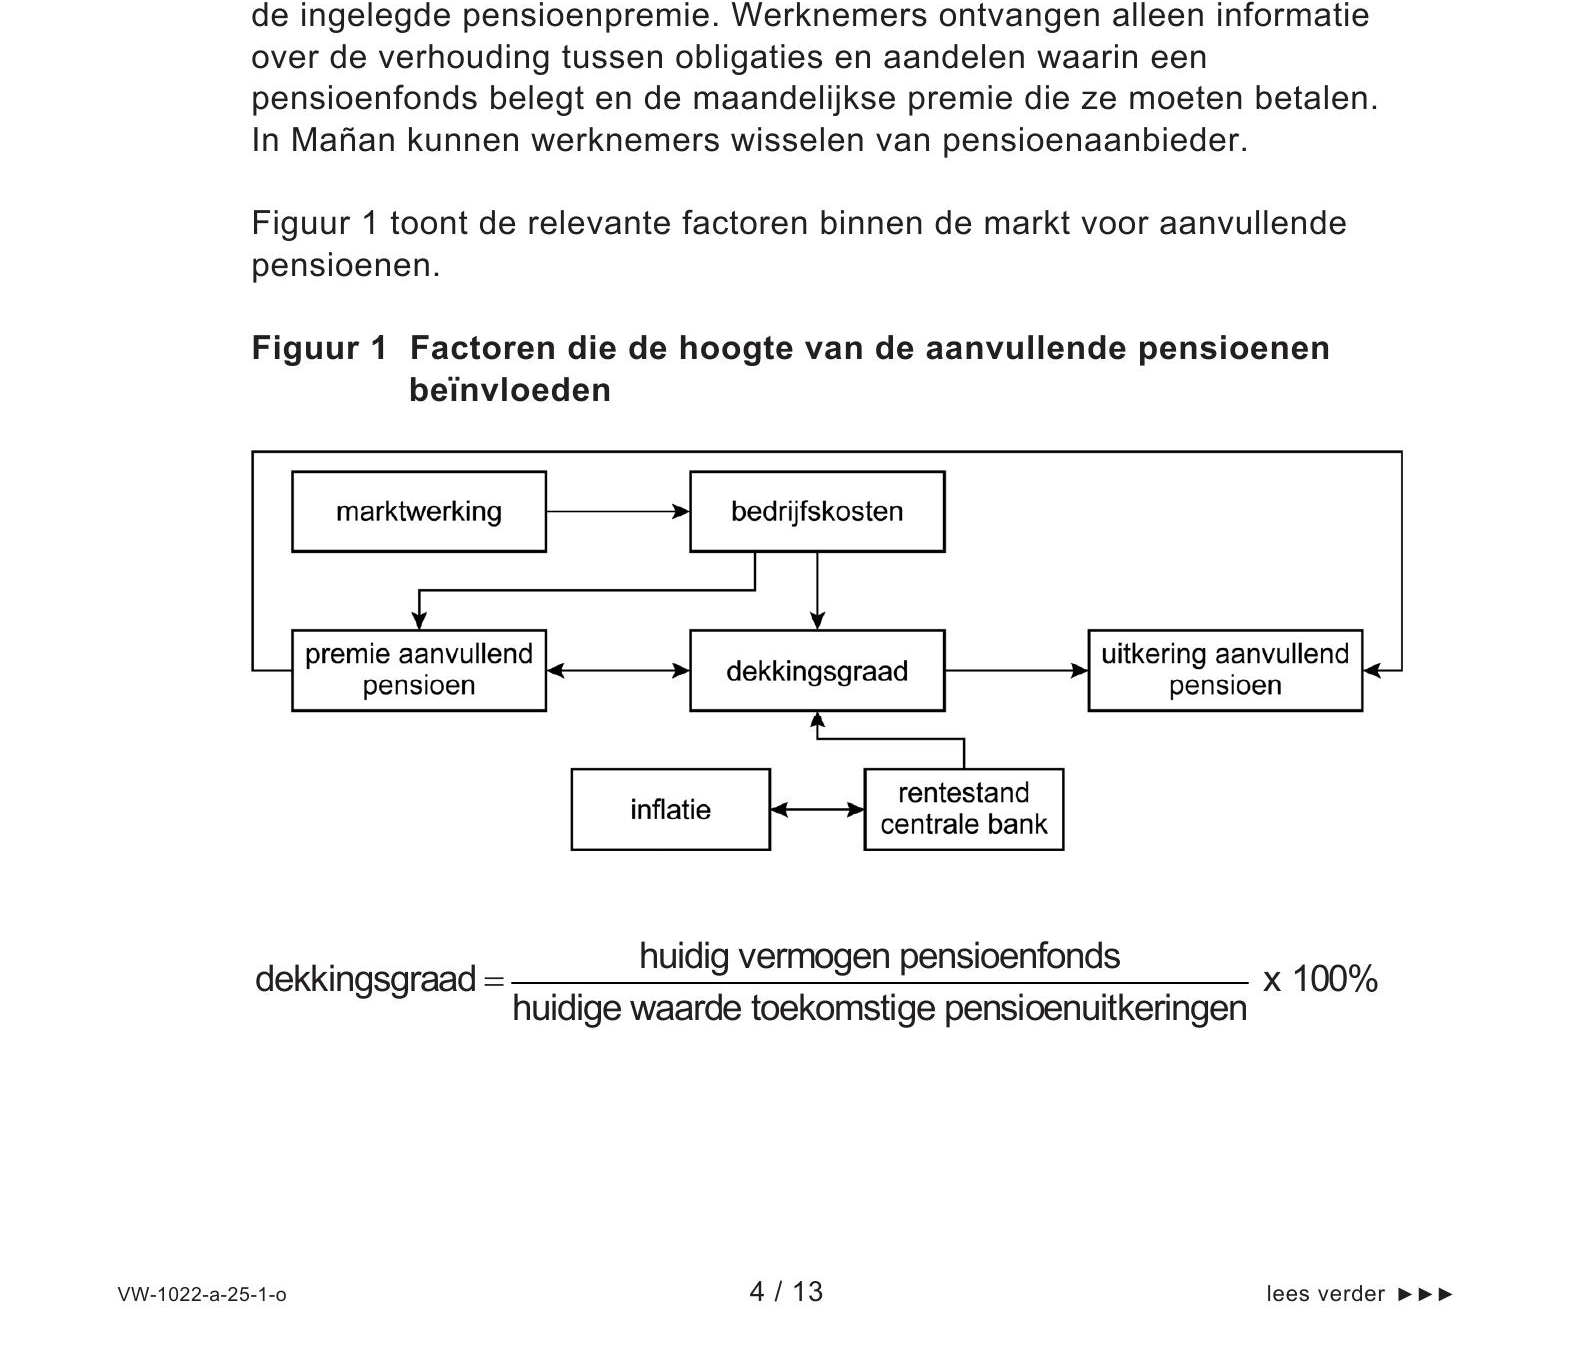 de ingelegde pensioenpremie. Werknemers ontvangen alleen informatie
over de verhouding tussen obligaties en aandelen waarin een
pensioenfonds belegt en de maandelijkse premie die ze moeten betalen.
In Mañan kunnen werknemers wisselen van pensioenaanbieder.
Figuur 1 toont de relevante factoren binnen de markt voor aanvullende
pensioenen.
Figuur 1 Factoren die de hoogte van de aanvullende pensioenen
beïnvloeden
marktwerking
bedrijfskosten
premie aanvullend
pensioen
dekkingsgraad
uitkering aanvullend
pensioen
inflatie
rentestand
centrale bank
huidig vermogen pensioenfonds
dekkingsgraad = x 100%
huidige waarde toekomstige pensioenuitkeringen
VW-1022-a-25-1-o
4 / 13
lees verder ►►►